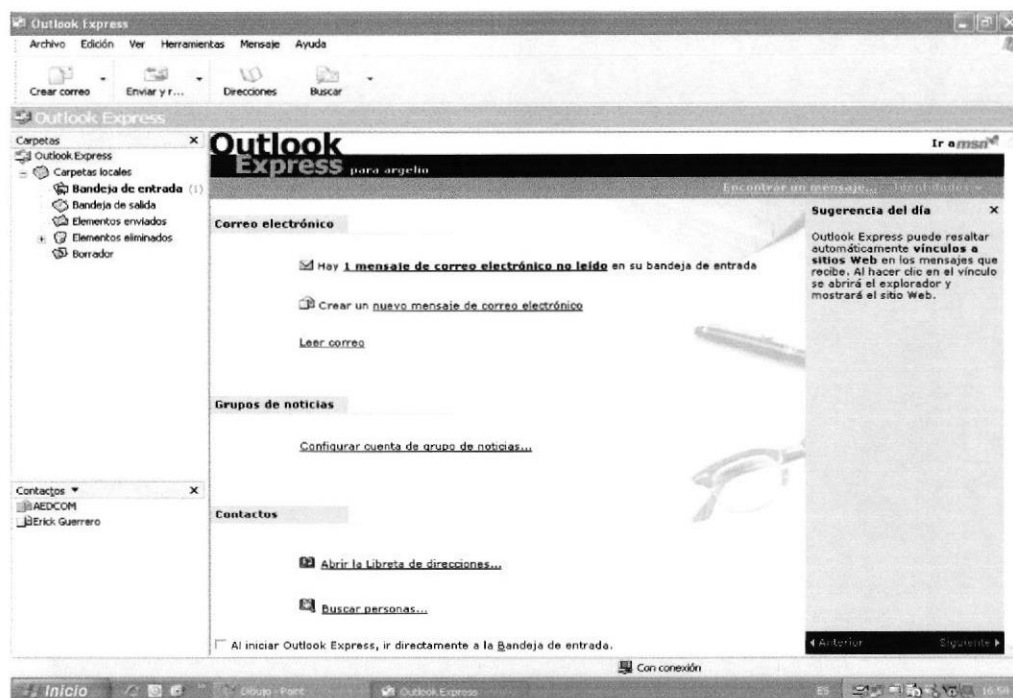 Outlook Express
Archivo Edición Ver Herramientas Mensaje Ayuda
Crear correo Enviar y r... Direcciones Buscar
Outlook Express
Carpetas
Outlook Express
Carpetas locales
Bandeja de entrada (1)
Bandeja de salida
Elementos enviados
Elementos eliminados
Borrador
Contactos
AEDCOM
Erick Guerrero
Outlook
Express para argelio
Ir a msn
Encontrar un mensaje... Identidades
Correo electrónico
Hay 1 mensaje de correo electrónico no leído en su bandeja de entrada
Crear un nuevo mensaje de correo electrónico
Leer correo
Grupos de noticias
Configurar cuenta de grupo de noticias...
Contactos
Abrir la Libreta de direcciones...
Buscar personas...
Al iniciar Outlook Express, ir directamente a la Bandeja de entrada.
Sugerencia del día
Outlook Express puede resaltar
automáticamente vínculos a
sitios Web en los mensajes que
recibe. Al hacer clic en el vínculo
se abrirá el explorador y
mostrará el sitio Web.
Anterior Siguiente
Con conexión
Inicio Dibujo - Paint Outlook Express ES